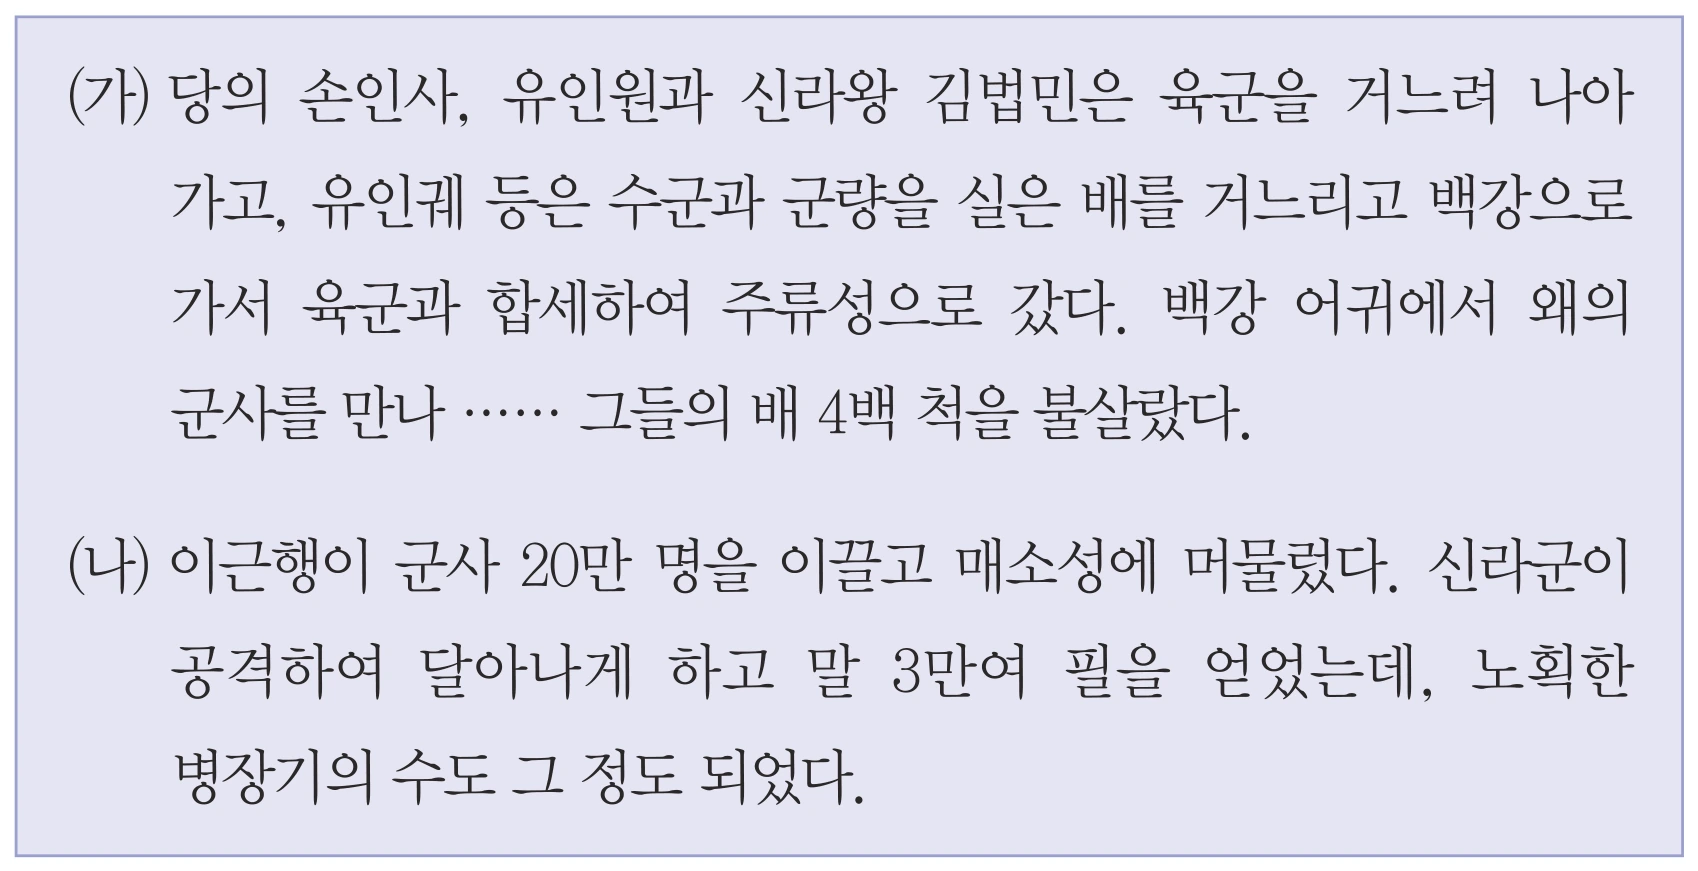 (가) 당의 손인사, 유인원과 신라왕 김법민은 육군을 거느려 나아
가고, 유인궤 등은 수군과 군량을 실은 배를 거느리고 백강으로
가서 육군과 합세하여 주류성으로 갔다. 백강 어귀에서 왜의
군사를 만나 …… 그들의 배 4백 척을 불살랐다.
(나) 이근행이 군사 20만 명을 이끌고 매소성에 머물렀다. 신라군이
공격하여 달아나게 하고 말 3만여 필을 얻었는데, 노획한
병장기의 수도 그 정도 되었다.